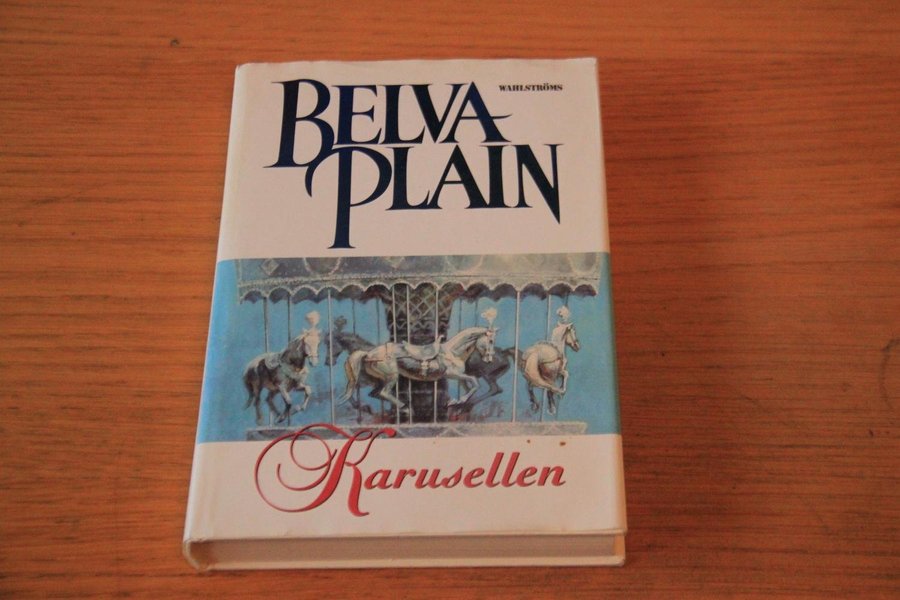 BELVA
WAHLSTRÖMS
PLAIN
Karusellen